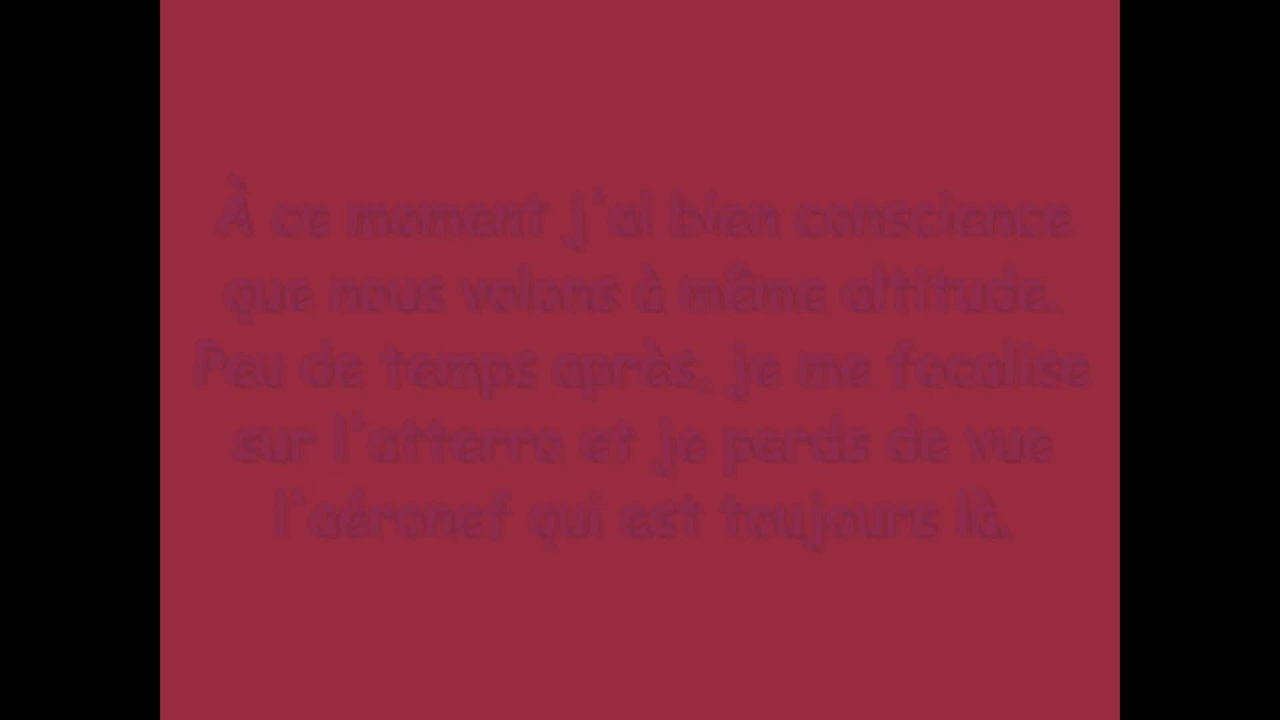 À ce moment j'ai bien conscience
que nous volons à même altitude.
Peu de temps après, je me focalise
sur l'atterro et je perds de vue
l'aéronef qui est toujours là.